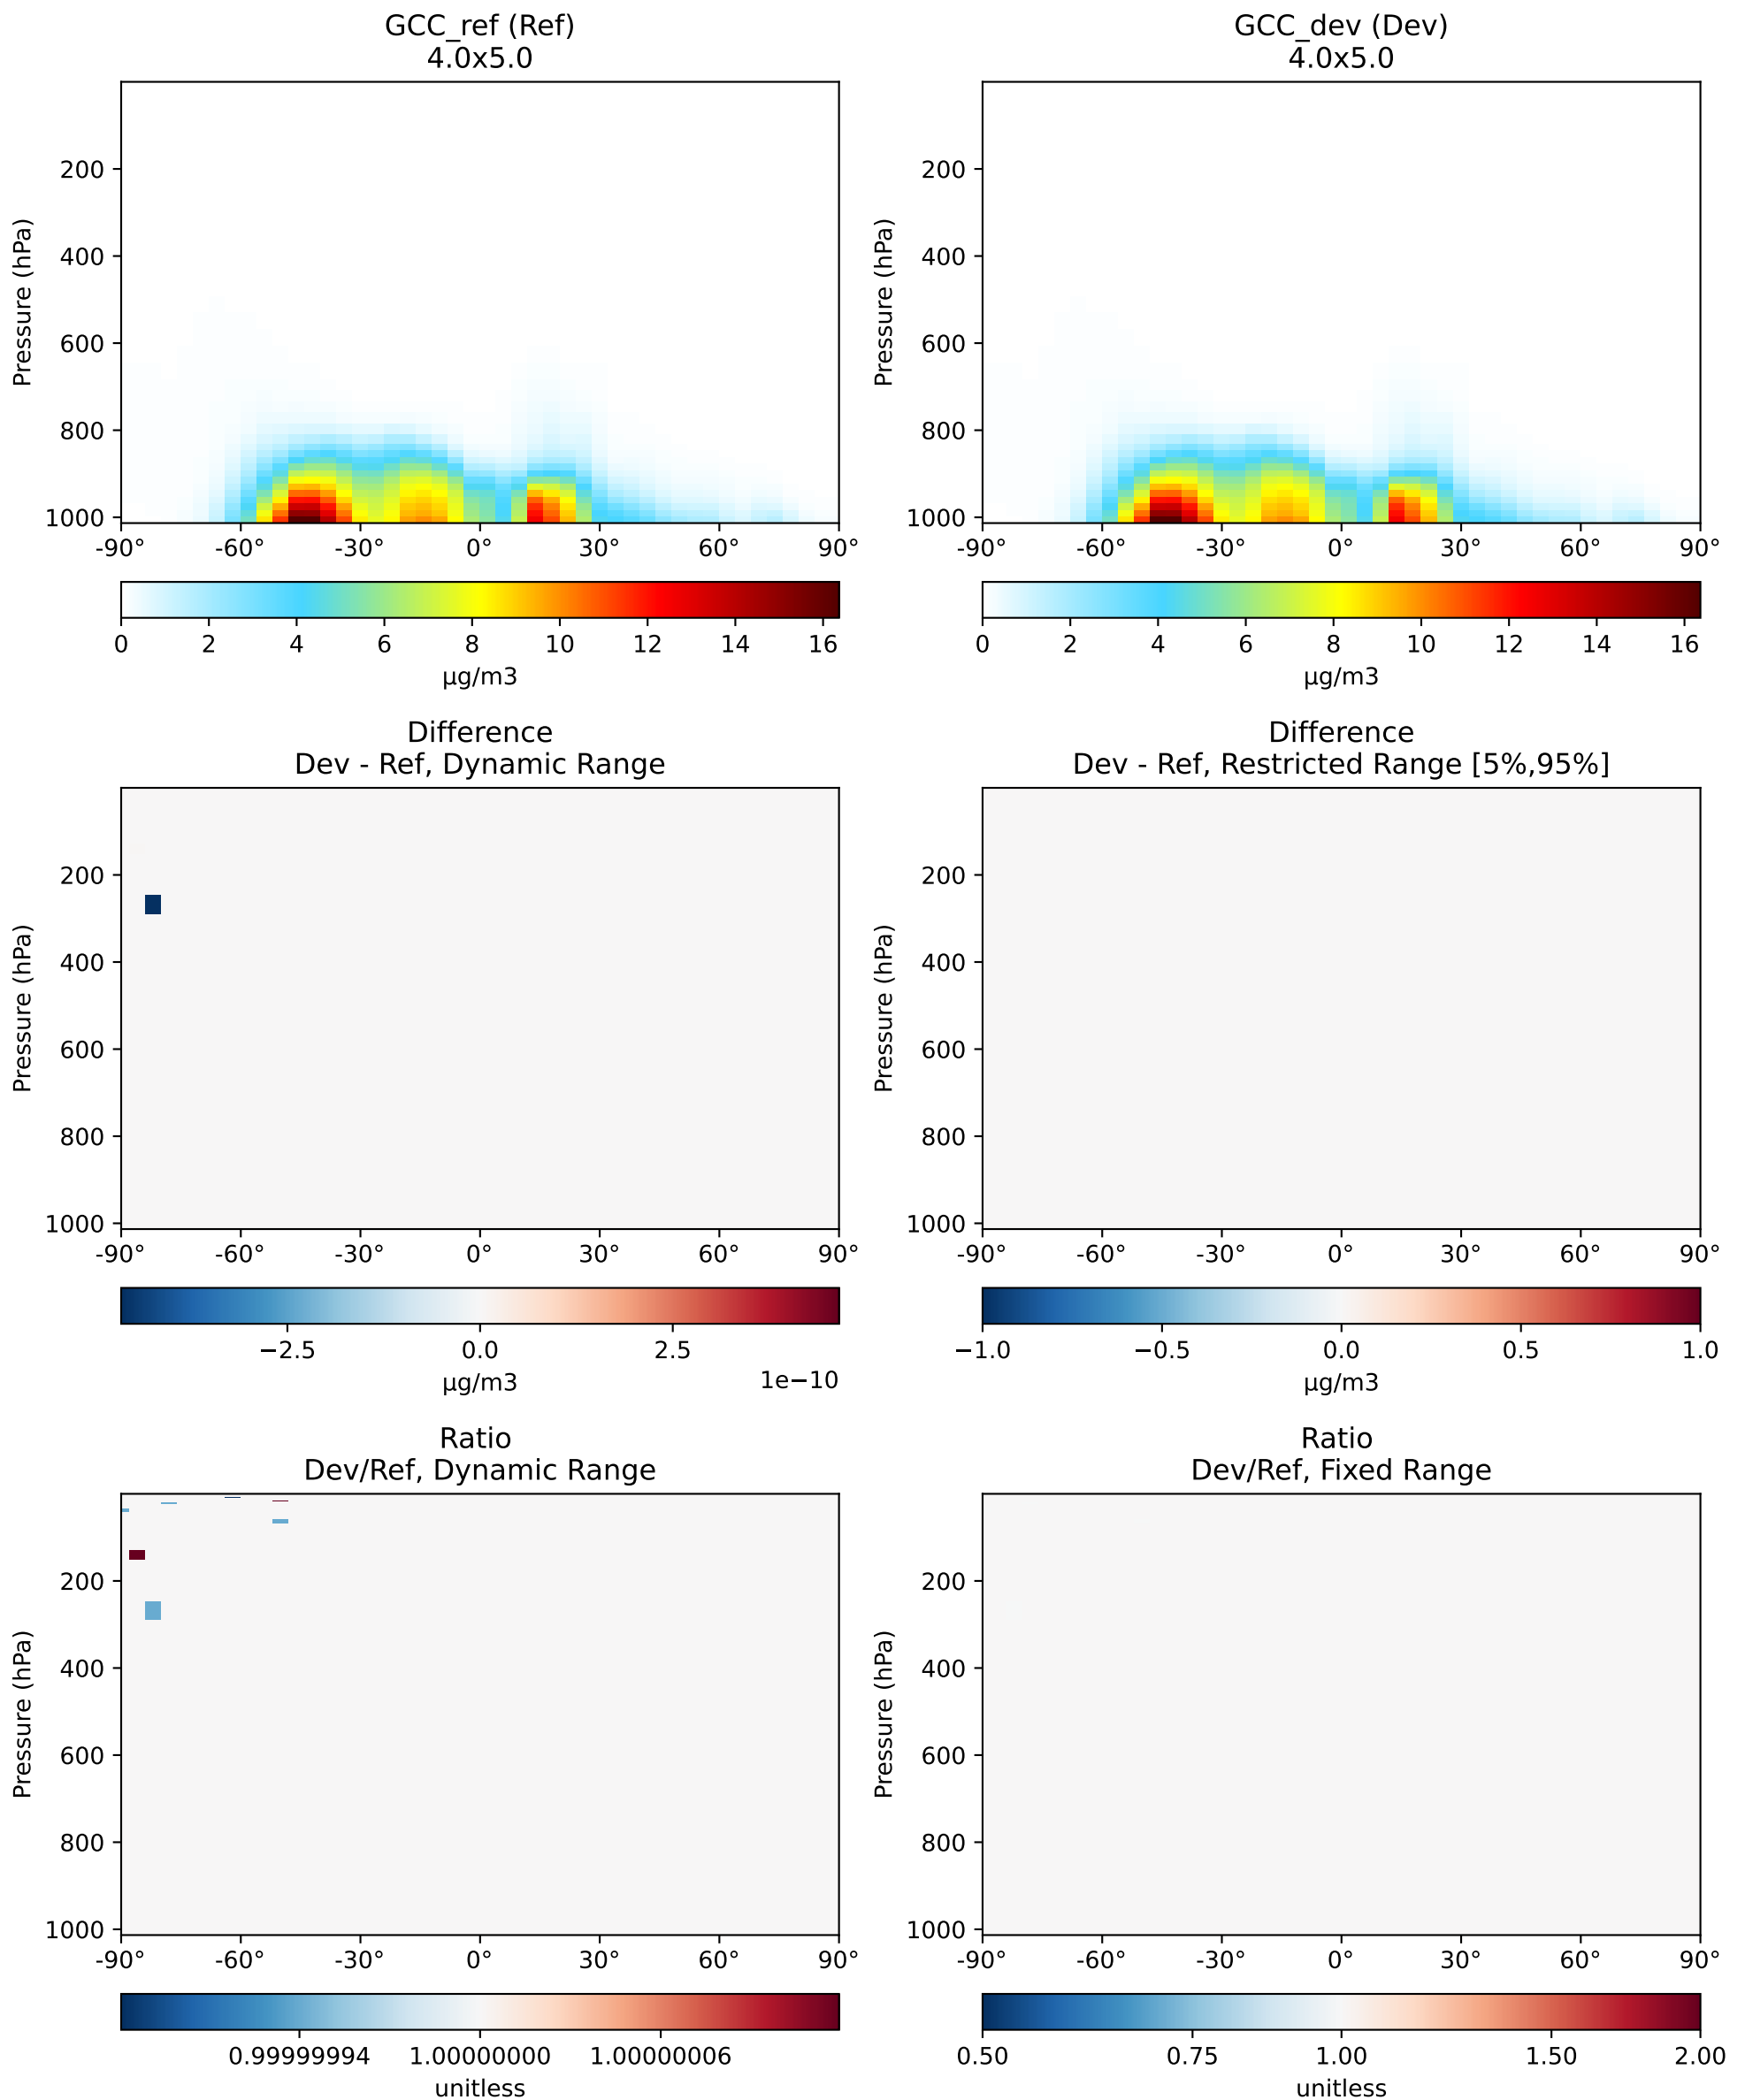 GCC_ref (Ref)
4.0x5.0
Pressure (hPa)
200
400
600
800
1000
-90° -60° -30° 0° 30° 60° 90°
0 2 4 6 8 10 12 14 16
μg/m3
GCC_dev (Dev)
4.0x5.0
Pressure (hPa)
200
400
600
800
1000
-90° -60° -30° 0° 30° 60° 90°
0 2 4 6 8 10 12 14 16
μg/m3
Difference
Dev - Ref, Dynamic Range
Pressure (hPa)
200
400
600
800
1000
-90° -60° -30° 0° 30° 60° 90°
−2.5 0.0 2.5
μg/m3
1e−10
Difference
Dev - Ref, Restricted Range [5%,95%]
Pressure (hPa)
200
400
600
800
1000
-90° -60° -30° 0° 30° 60° 90°
−1.0 −0.5 0.0 0.5 1.0
μg/m3
Ratio
Dev/Ref, Dynamic Range
Pressure (hPa)
200
400
600
800
1000
-90° -60° -30° 0° 30° 60° 90°
0.99999994 1.00000000 1.00000006
unitless
Ratio
Dev/Ref, Fixed Range
Pressure (hPa)
200
400
600
800
1000
-90° -60° -30° 0° 30° 60° 90°
0.50 0.75 1.00 1.50 2.00
unitless